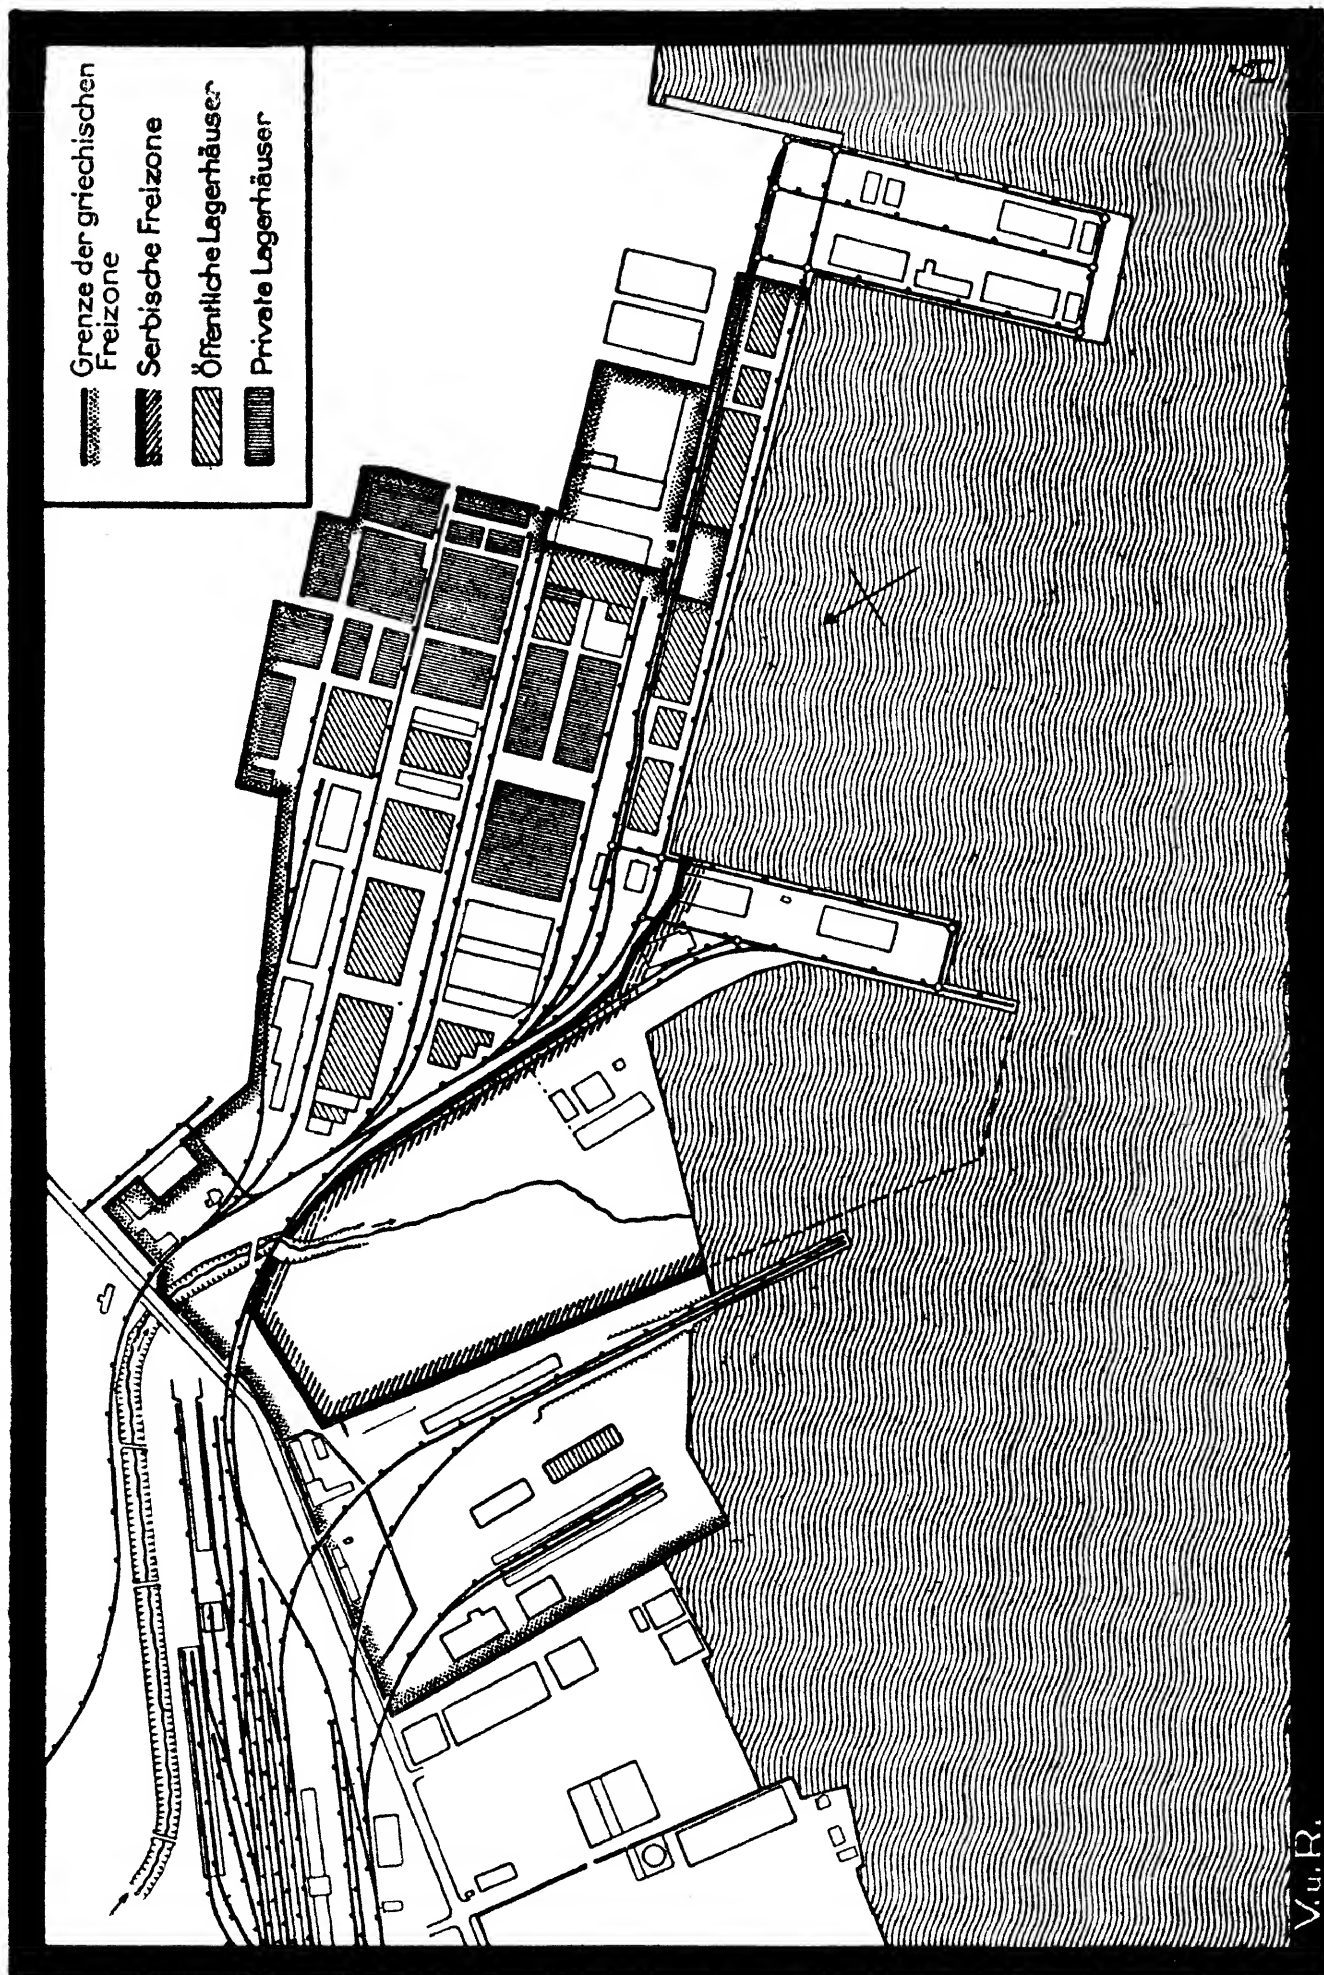 Grenze der griechischen
Freizone
Serbische Freizone
Öffentliche Lagerhäuser
Private Lagerhäuser
V.u.R.